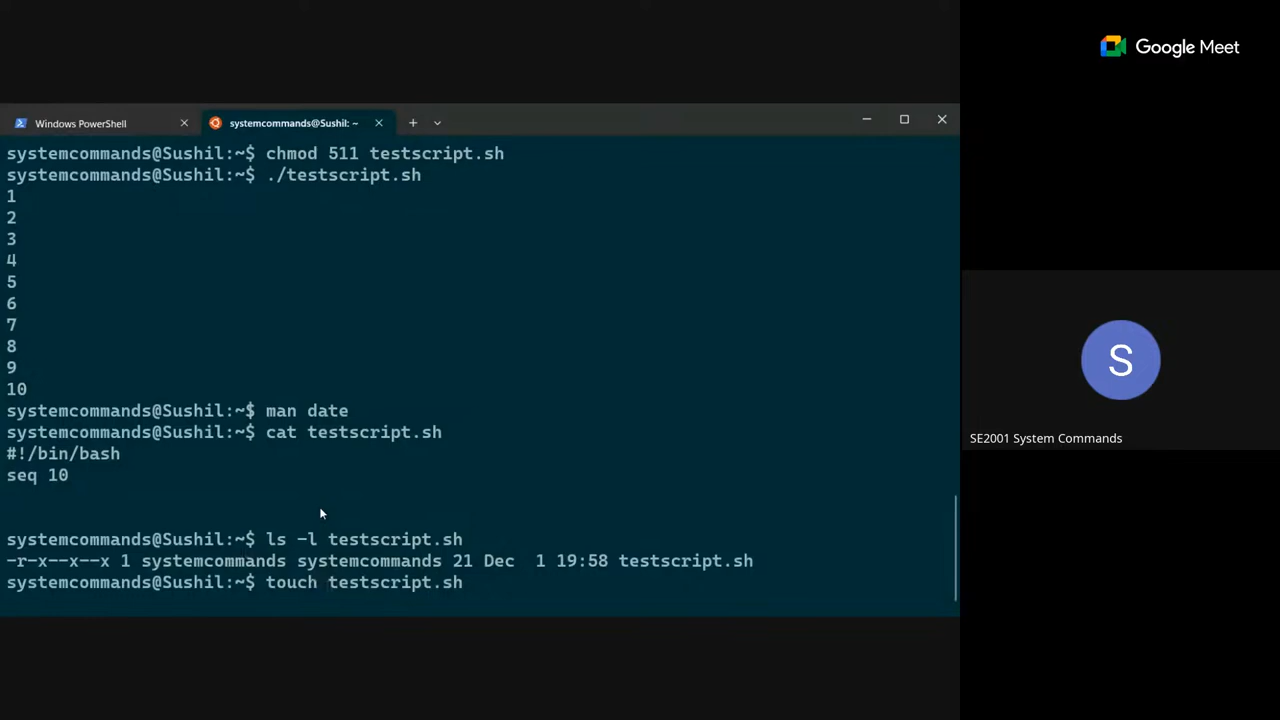 Google Meet
Windows PowerShell
systemcommands@Sushil: ~
systemcommands@Sushil:~$ chmod 511 testscript.sh
systemcommands@Sushil:~$ ./testscript.sh
1
2
3
4
5
6
7
8
9
10
systemcommands@Sushil:~$ man date
systemcommands@Sushil:~$ cat testscript.sh
#!/bin/bash
seq 10
systemcommands@Sushil:~$ ls -l testscript.sh
-r-x--x--x 1 systemcommands systemcommands 21 Dec  1 19:58 testscript.sh
systemcommands@Sushil:~$ touch testscript.sh
S
SE2001 System Commands